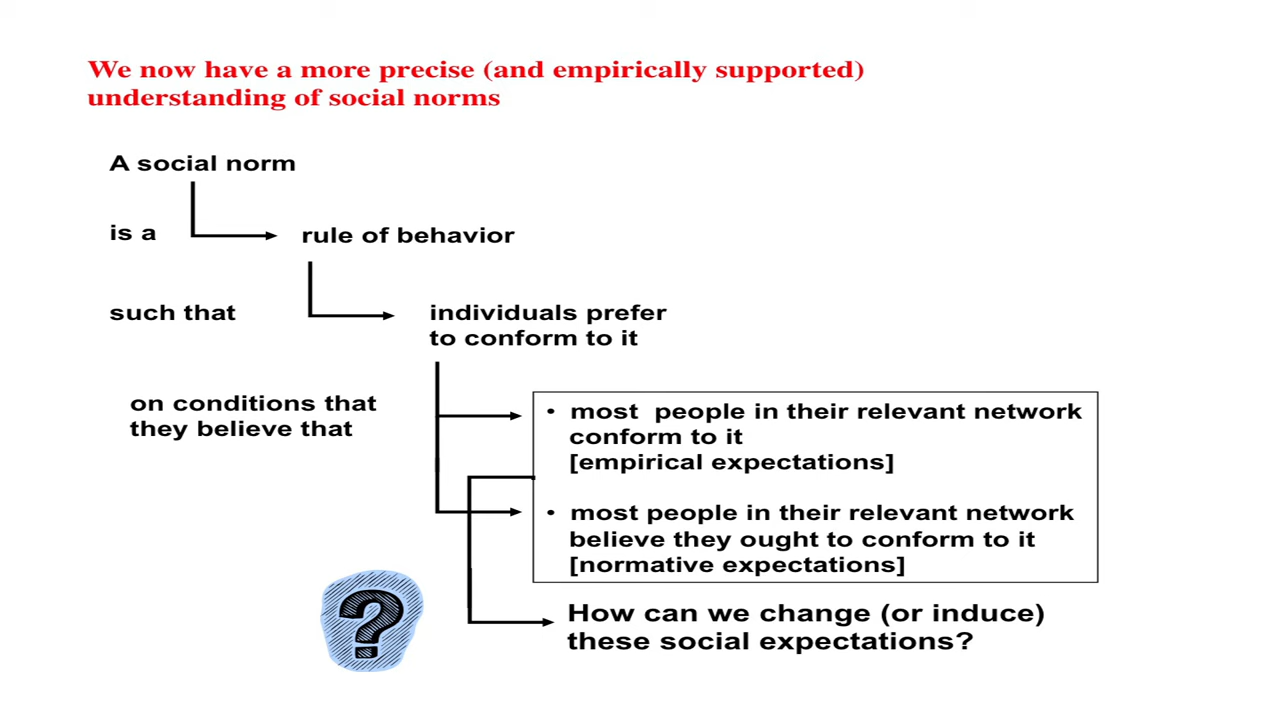 We now have a more precise (and empirically supported)
understanding of social norms
A social norm
is a
rule of behavior
such that
individuals prefer
to conform to it
on conditions that
they believe that
• most people in their relevant network
conform to it
[empirical expectations]
• most people in their relevant network
believe they ought to conform to it
[normative expectations]
?
How can we change (or induce)
these social expectations?